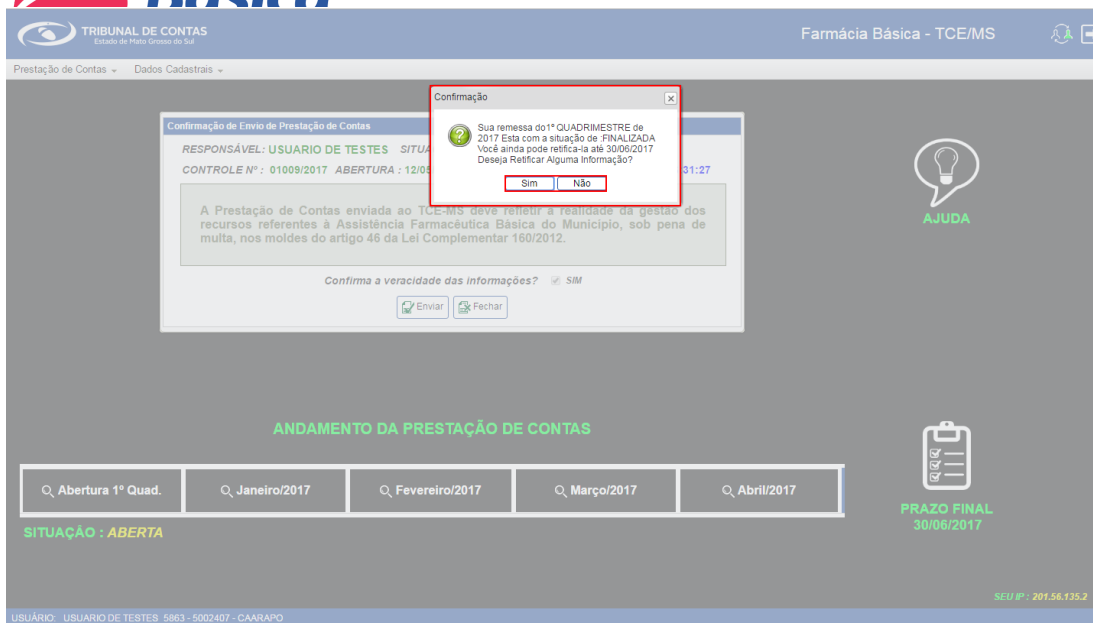 Básica
TRIBUNAL DE CONTAS
Estado de Mato Grosso do Sul
Farmácia Básica - TCE/MS
Prestação de Contas
Dados Cadastrais
Confirmação
Sua remessa do1º QUADRIMESTRE de
2017 Esta com a situação de :FINALIZADA
Você ainda pode retifica-la até 30/06/2017
Deseja Retificar Alguma Informação?
Sim
Não
Confirmação de Envio de Prestação de Contas
RESPONSÁVEL: USUARIO DE TESTES SITUA
CONTROLE Nº : 01009/2017 ABERTURA : 12/05 31:27
A Prestação de Contas enviada ao TCE-MS deve refletir a realidade da gestão dos
recursos referentes à Assistência Farmacêutica Básica do Município, sob pena de
multa, nos moldes do artigo 46 da Lei Complementar 160/2012.
Confirma a veracidade das informações? SIM
Enviar
Fechar
AJUDA
ANDAMENTO DA PRESTAÇÃO DE CONTAS
Abertura 1º Quad.
Janeiro/2017
Fevereiro/2017
Março/2017
Abril/2017
SITUAÇÃO : ABERTA
PRAZO FINAL
30/06/2017
SEU IP : 201.56.135.2
USUÁRIO: USUARIO DE TESTES 5863 - 5002407 - CAARAPO